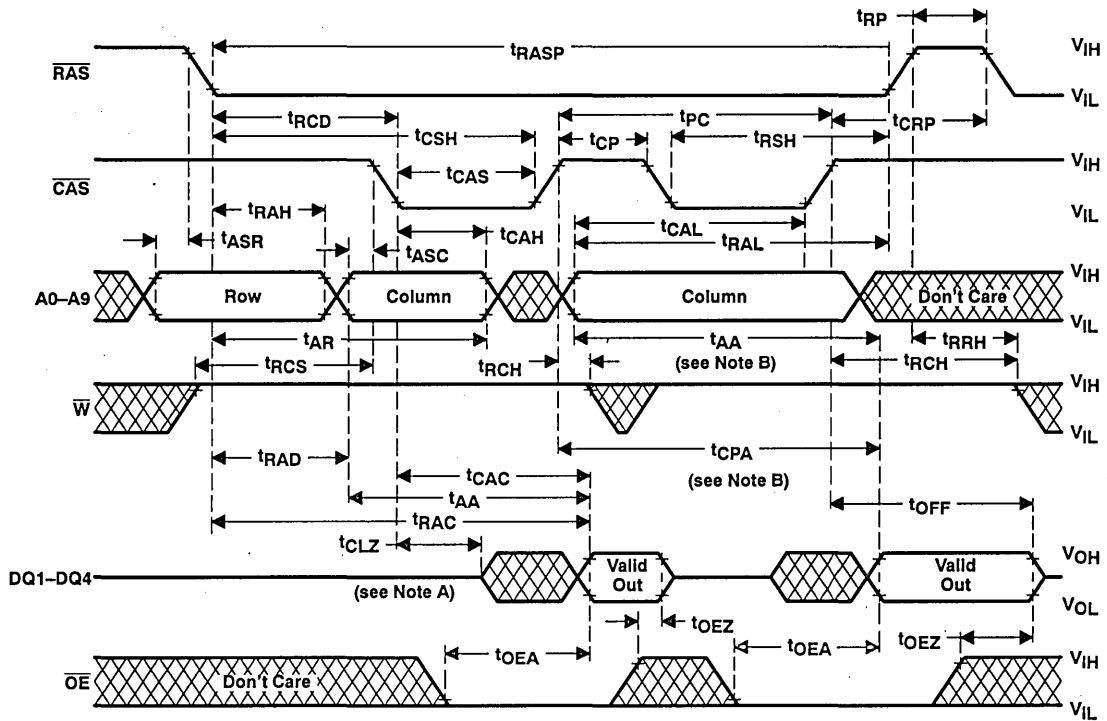 tRP
tRASP
VIH
RAS
VIL
tRCD
tPC
tCSH
tCP
tRSH
tCRP
VIH
tCAS
CAS
VIL
tRAH
tCAL
tASR
tCAH
tASC
tRAL
VIH
A0–A9
Row
Column
Column
Don't Care
VIL
tAR
tAA
tRRH
tRCS
tRCH
(see Note B)
tRCH
VIH
W
VIL
tCPA
tRAD
tCAC
(see Note B)
tAA
tOFF
tRAC
tCLZ
VOH
DQ1–DQ4
Valid
Out
Valid
Out
(see Note A)
VOL
tOEZ
tOEA
tOEA
tOEZ
VIH
OE
Don't Care
VIL